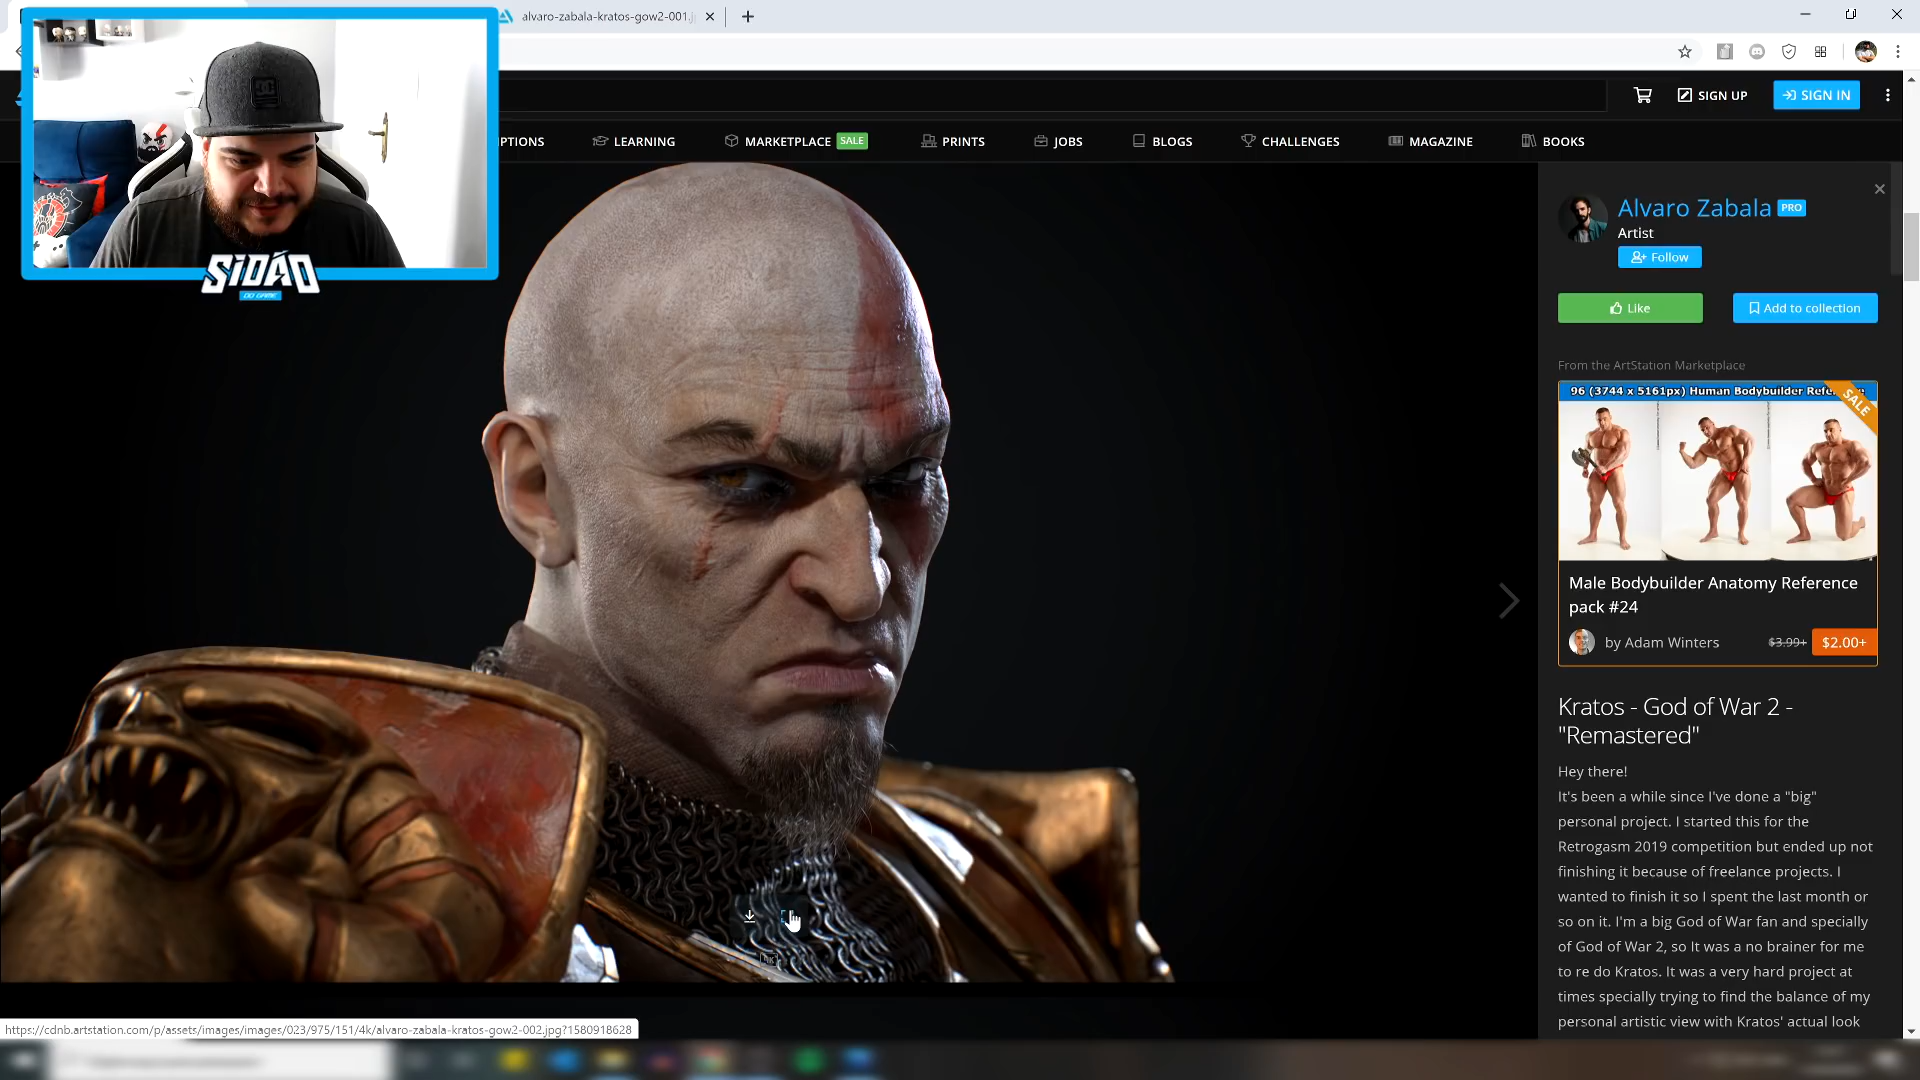 alvaro-zabala-kratos-gow2-001.j
SIGN UP
SIGN IN
PTIONS
LEARNING
MARKETPLACE SALE
PRINTS
JOBS
BLOGS
CHALLENGES
MAGAZINE
BOOKS
DC
SIDÃO
DO GAME
Alvaro Zabala PRO
Artist
Follow
Like
Add to collection
From the ArtStation Marketplace
96 (3744 x 5161px) Human Bodybuilder Refe
SALE
Male Bodybuilder Anatomy Reference
pack #24
by Adam Winters
$3.99+
$2.00+
Kratos - God of War 2 -
"Remastered"
Hey there!
It's been a while since I've done a "big"
personal project. I started this for the
Retrogasm 2019 competition but ended up not
finishing it because of freelance projects. I
wanted to finish it so I spent the last month or
so on it. I'm a big God of War fan and specially
of God of War 2, so It was a no brainer for me
to re do Kratos. It was a very hard project at
times specially trying to find the balance of my
personal artistic view with Kratos' actual look
4K
https://cdnb.artstation.com/p/assets/images/images/023/975/151/4k/alvaro-zabala-kratos-gow2-002.jpg?1580918628